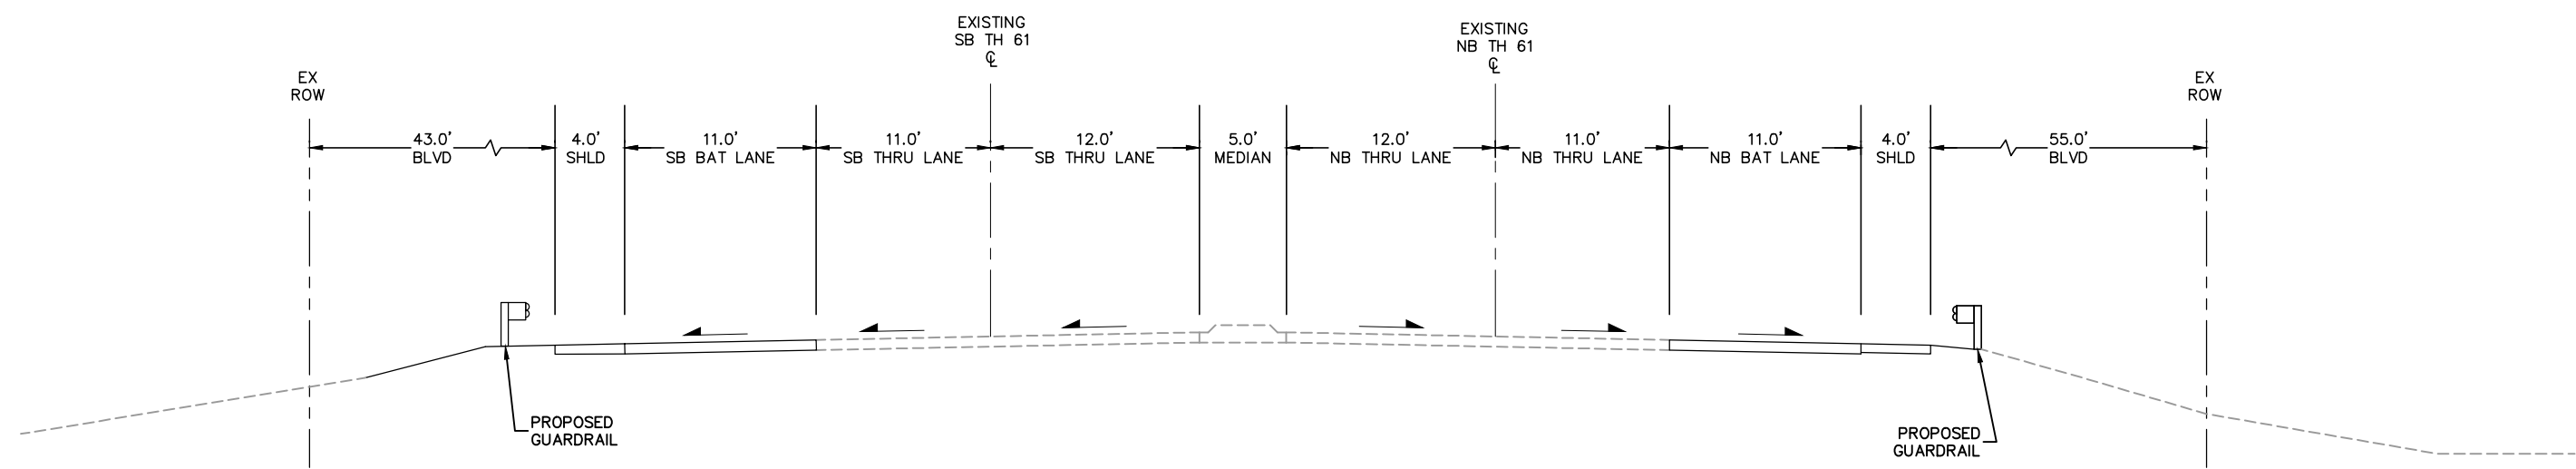 EXISTING
SB TH 61
℄
EXISTING
NB TH 61
℄
EX
ROW
EX
ROW
43.0'
BLVD
4.0'
SHLD
11.0'
SB BAT LANE
11.0'
SB THRU LANE
12.0'
SB THRU LANE
5.0'
MEDIAN
12.0'
NB THRU LANE
11.0'
NB THRU LANE
11.0'
NB BAT LANE
4.0'
SHLD
55.0'
BLVD
PROPOSED
GUARDRAIL
PROPOSED
GUARDRAIL